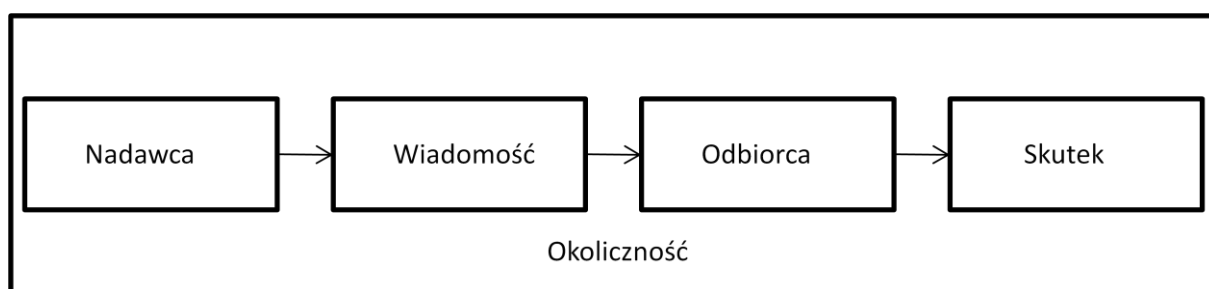 Nadawca
Wiadomość
Odbiorca
Skutek
Okoliczność